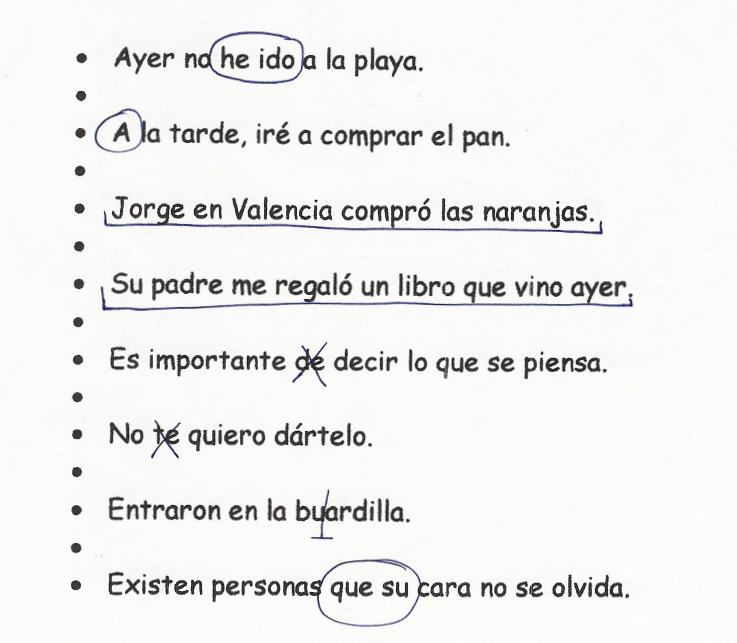 • Ayer no he ido a la playa.
•
• A la tarde, iré a comprar el pan.
•
• Jorge en Valencia compró las naranjas.
•
• Su padre me regaló un libro que vino ayer.
•
• Es importante de decir lo que se piensa.
•
• No te quiero dártelo.
•
• Entraron en la buardilla.
•
• Existen personas que su cara no se olvida.